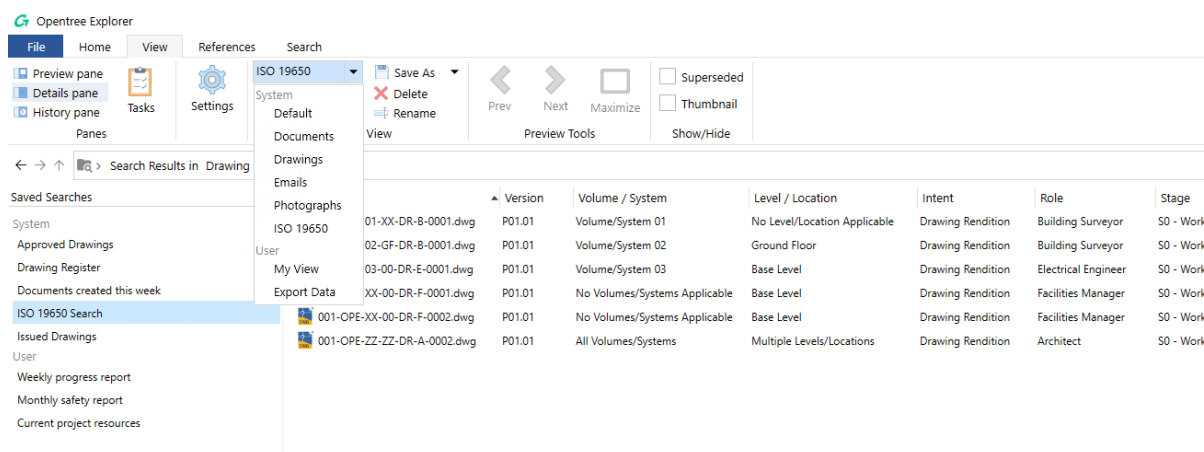 Opentree Explorer
File Home View References Search
Preview pane
Details pane
History pane
Panes
Tasks
Settings
ISO 19650
System
Default
Documents
Drawings
Emails
Photographs
ISO 19650
User
My View
Export Data
Save As
Delete
Rename
View
Prev Next Maximize
Preview Tools
Superseded
Thumbnail
Show/Hide
Search Results in Drawing
Saved Searches
System
Approved Drawings
Drawing Register
Documents created this week
ISO 19650 Search
Issued Drawings
User
Weekly progress report
Monthly safety report
Current project resources
Version Volume / System Level / Location Intent Role Stage
01-XX-DR-B-0001.dwg P01.01 Volume/System 01 No Level/Location Applicable Drawing Rendition Building Surveyor S0 - Work
02-GF-DR-B-0001.dwg P01.01 Volume/System 02 Ground Floor Drawing Rendition Building Surveyor S0 - Work
03-00-DR-E-0001.dwg P01.01 Volume/System 03 Base Level Drawing Rendition Electrical Engineer S0 - Work
XX-00-DR-F-0001.dwg P01.01 No Volumes/Systems Applicable Base Level Drawing Rendition Facilities Manager S0 - Work
001-OPE-XX-00-DR-F-0002.dwg P01.01 No Volumes/Systems Applicable Base Level Drawing Rendition Facilities Manager S0 - Work
001-OPE-ZZ-ZZ-DR-A-0002.dwg P01.01 All Volumes/Systems Multiple Levels/Locations Drawing Rendition Architect S0 - Work